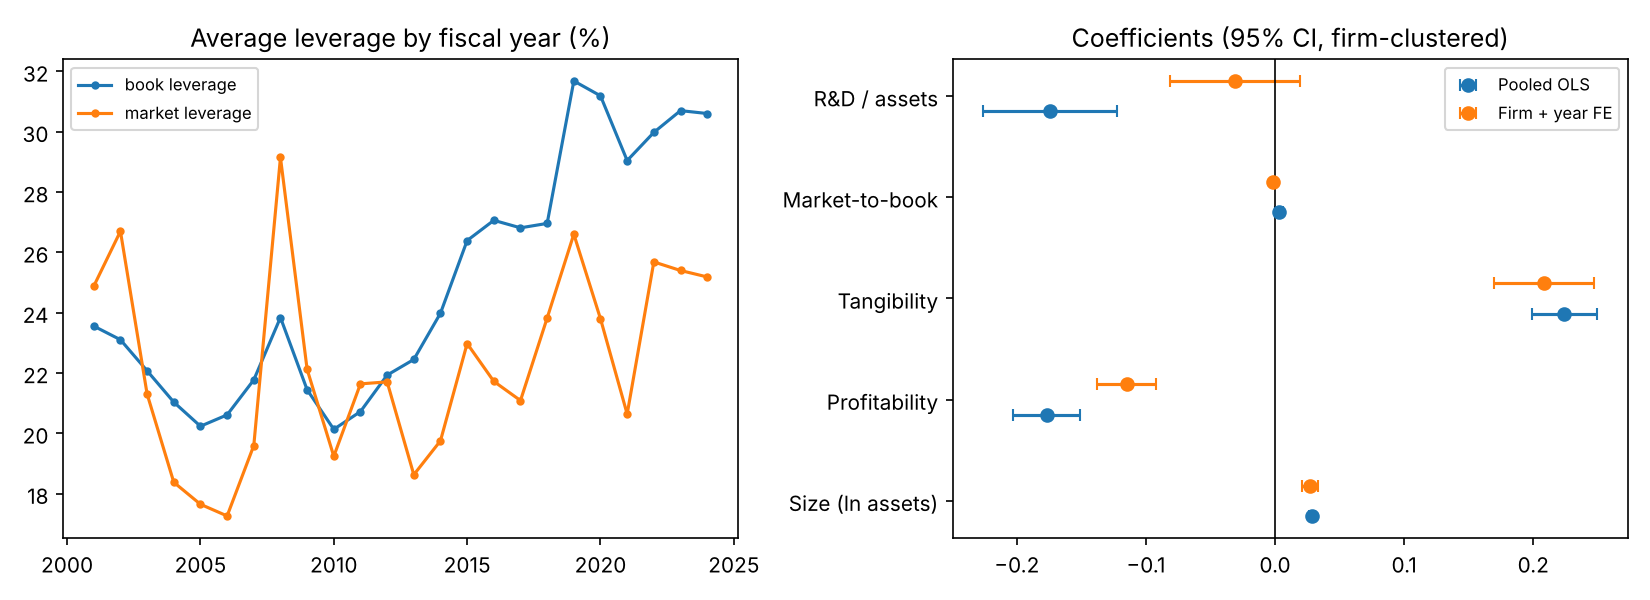 Average leverage by fiscal year (%)
book leverage
market leverage
32
30
28
26
24
22
20
18
2000
2005
2010
2015
2020
2025
Coefficients (95% CI, firm-clustered)
Pooled OLS
Firm + year FE
R&D / assets
Market-to-book
Tangibility
Profitability
Size (ln assets)
−0.2
−0.1
0.0
0.1
0.2